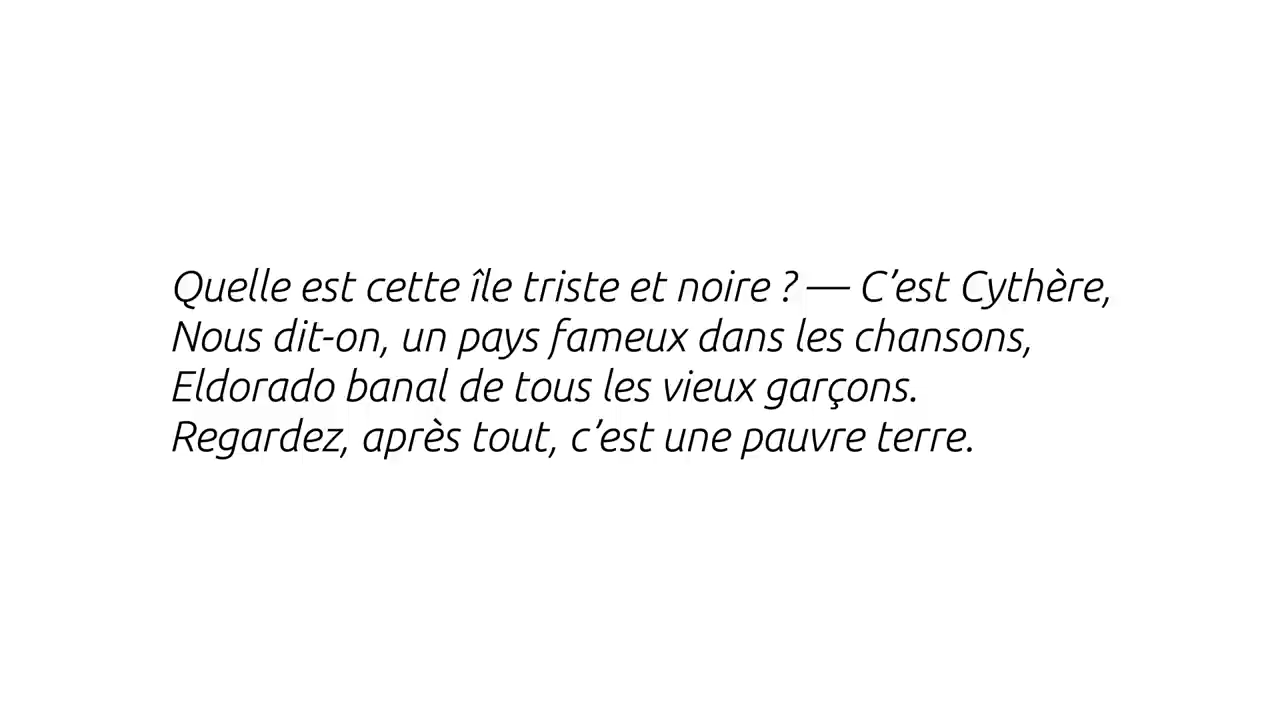 Quelle est cette île triste et noire ? — C’est Cythère,
Nous dit-on, un pays fameux dans les chansons,
Eldorado banal de tous les vieux garçons.
Regardez, après tout, c’est une pauvre terre.